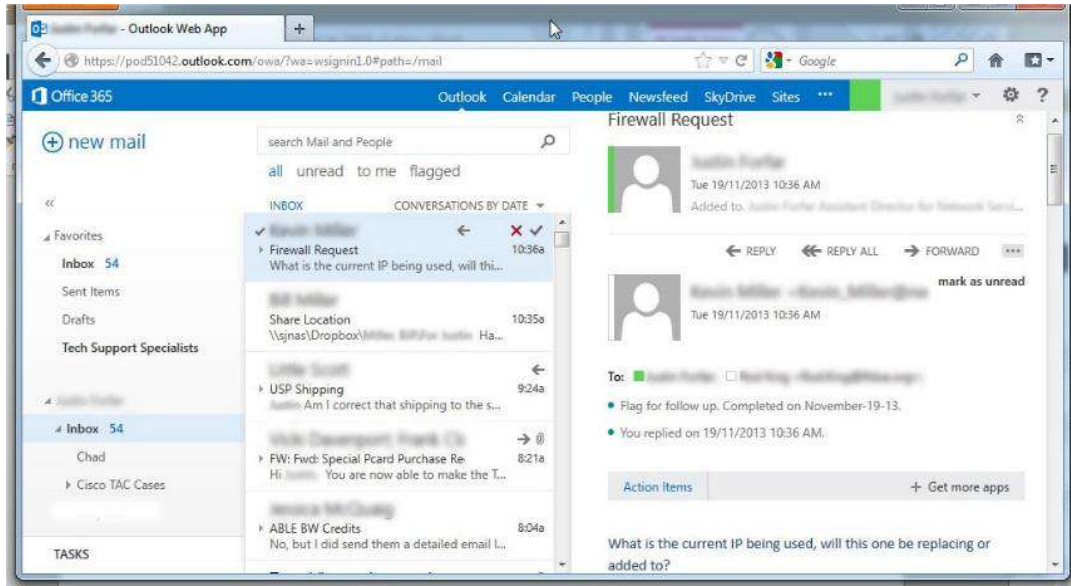 - Outlook Web App
https://pod51042.outlook.com/owa/?wa=wsignin1.0#path=/mail
Google
Office 365
Outlook Calendar People Newsfeed SkyDrive Sites ••• ?
new mail
«
Favorites
Inbox 54
Sent Items
Drafts
Tech Support Specialists
Inbox 54
Chad
Cisco TAC Cases
TASKS
search Mail and People
all unread to me flagged
INBOX CONVERSATIONS BY DATE
Firewall Request 10:36a
What is the current IP being used, will thi...
Share Location 10:35a
\\sjnas\Dropbox\ Ha...
USP Shipping 9:24a
Am I correct that shipping to the s...
FW: Fwd: Special Pcard Purchase Re 8:21a
Hi You are now able to make the T...
ABLE BW Credits 8:04a
No, but I did send them a detailed email l...
Firewall Request
Tue 19/11/2013 10:36 AM
Added to.
REPLY REPLY ALL FORWARD •••
mark as unread
Tue 19/11/2013 10:36 AM
To:
• Flag for follow up. Completed on November-19-13.
• You replied on 19/11/2013 10:36 AM.
Action Items + Get more apps
What is the current IP being used, will this one be replacing or
added to?